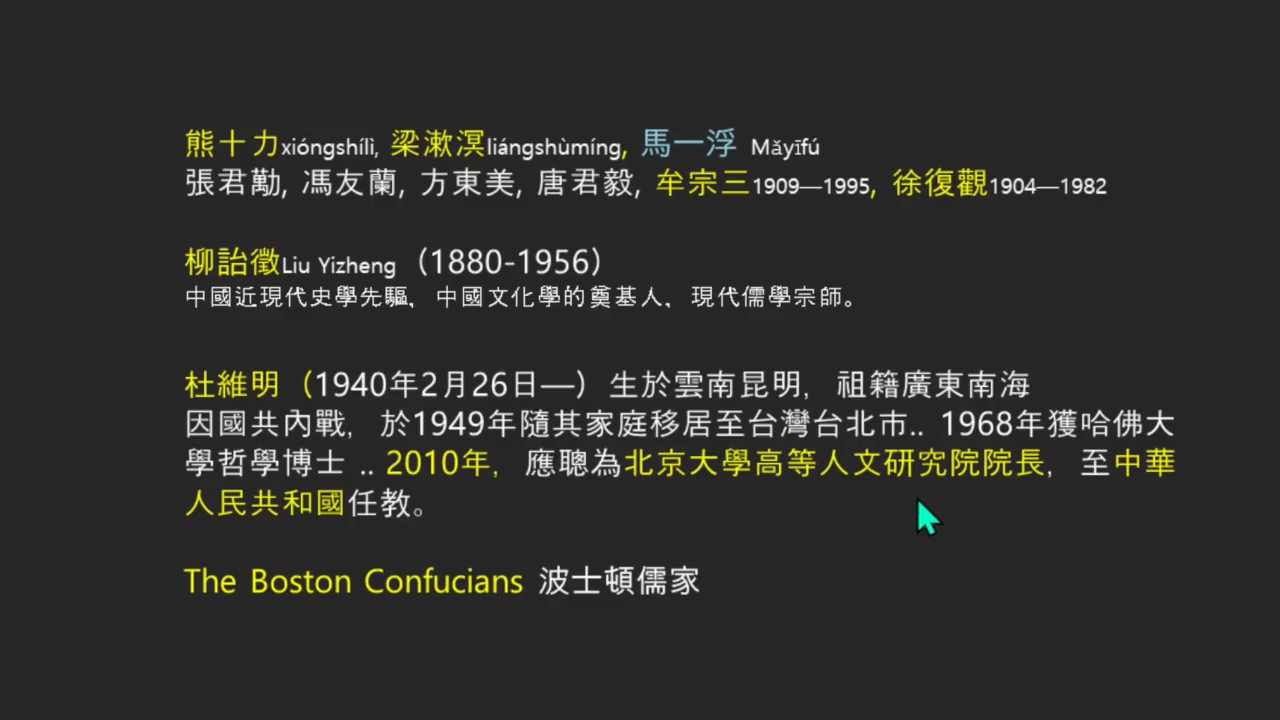 熊十力xióngshílì, 梁漱溟liángshùmíng, 馬一浮 Mǎyīfú
張君勱, 馮友蘭, 方東美, 唐君毅, 牟宗三1909—1995, 徐復觀1904—1982
柳詒徵Liu Yizheng （1880-1956）
中國近現代史學先驅，中國文化學的奠基人，現代儒學宗師。
杜維明（1940年2月26日—）生於雲南昆明，祖籍廣東南海
因國共內戰，於1949年隨其家庭移居至台灣台北市.. 1968年獲哈佛大
學哲學博士 .. 2010年，應聰為北京大學高等人文研究院院長，至中華
人民共和國任教。
The Boston Confucians 波士頓儒家